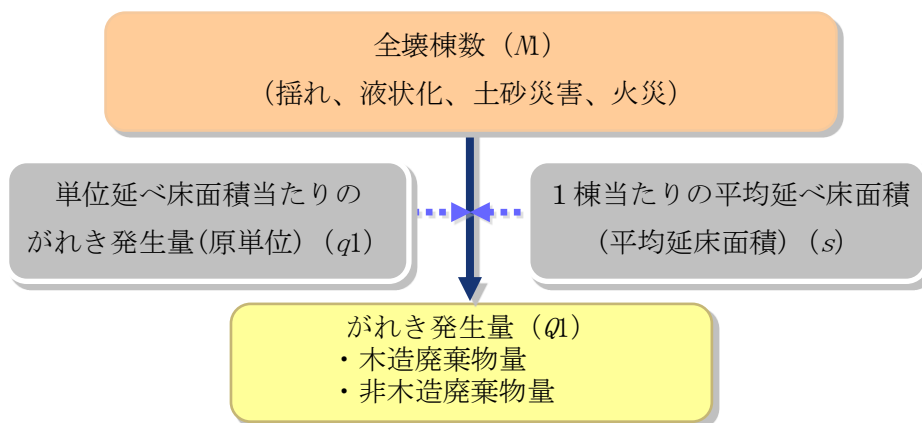 全壊棟数（N1）
（揺れ、液状化、土砂災害、火災）
単位延べ床面積当たりの
がれき発生量(原単位)（q1）
１棟当たりの平均延べ床面積
(平均延床面積)（s）
がれき発生量（Q1）
・木造廃棄物量
・非木造廃棄物量